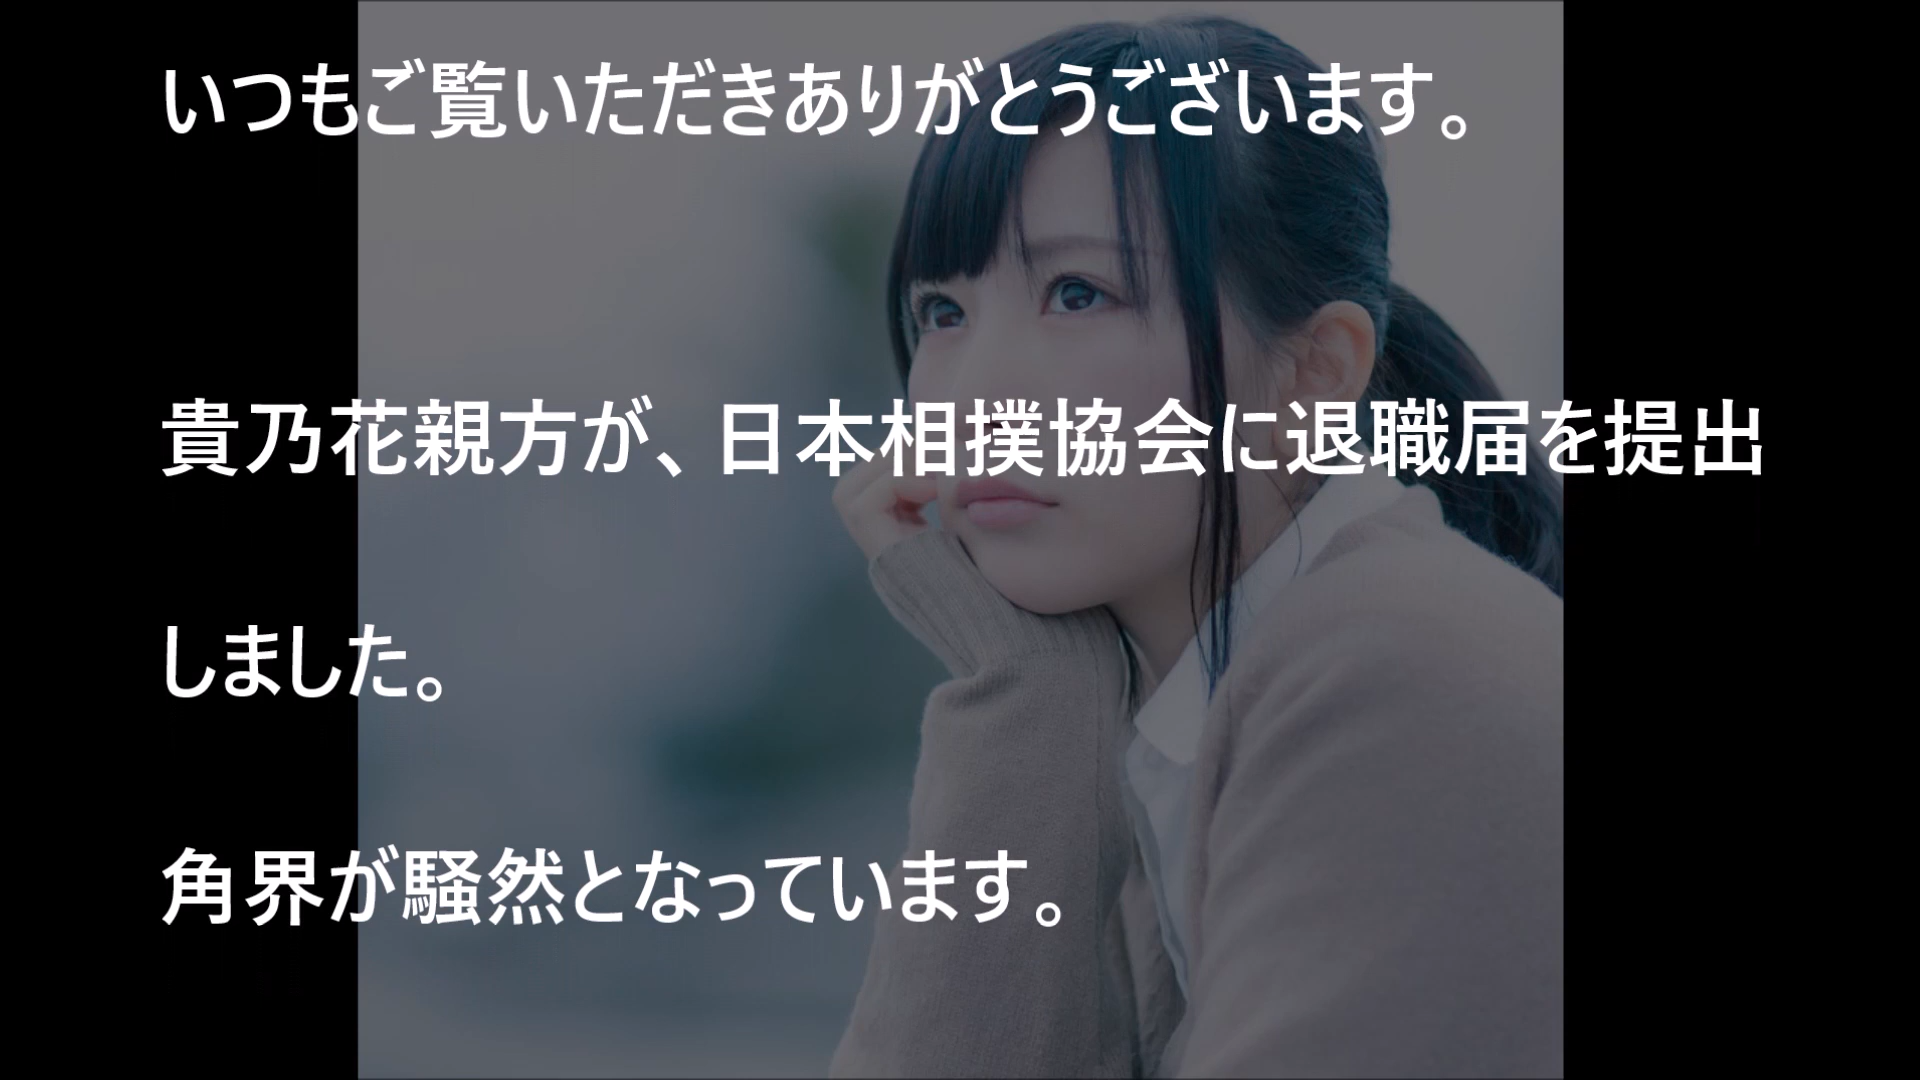 いつもご覧いただきありがとうございます。
貴乃花親方が、日本相撲協会に退職届を提出
しました。
角界が騒然となっています。